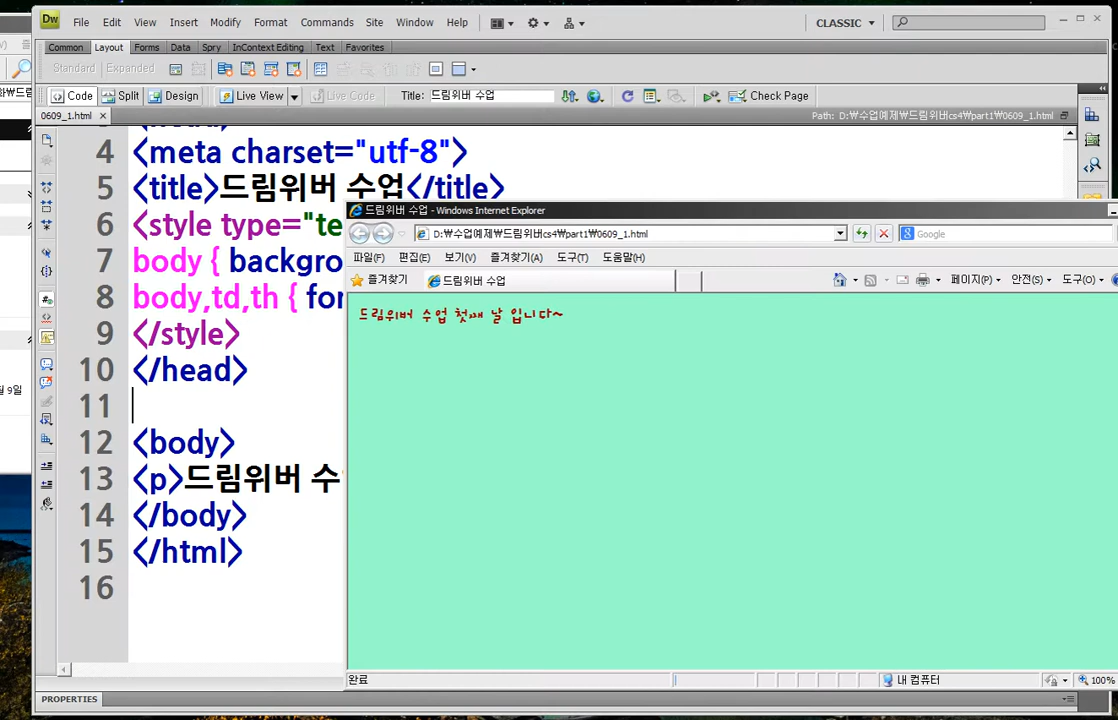 Dw File Edit View Insert Modify Format Commands Site Window Help CLASSIC
Common Layout Forms Data Spry InContext Editing Text Favorites
Standard Expanded
Code Split Design Live View Live Code Title: 드림위버 수업 Check Page
0609_1.html Path: D:₩수업예제₩드림위버cs4₩part1₩0609_1.html
4 <meta charset="utf-8">
5 <title>드림위버 수업</title>
6 <style type="te
7 body { backgro
8 body,td,th { fon
9 </style>
10 </head>
11
12 <body>
13 <p>드림위버 수
14 </body>
15 </html>
16
드림위버 수업 - Windows Internet Explorer
D:₩수업예제₩드림위버cs4₩part1₩0609_1.html Google
파일(F) 편집(E) 보기(V) 즐겨찾기(A) 도구(T) 도움말(H)
즐겨찾기 드림위버 수업 페이지(P) 안전(S) 도구(O)
드림위버 수업 첫째 날 입니다~
완료 내 컴퓨터 100%
PROPERTIES
9일